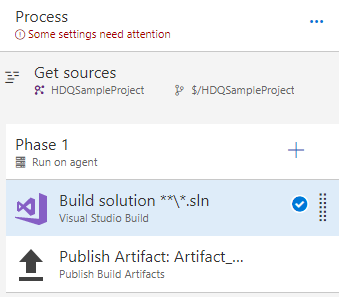 Process
Some settings need attention
Get sources
HDQSampleProject $/HDQSampleProject
Phase 1
Run on agent
Build solution **\*.sln
Visual Studio Build
Publish Artifact: Artifact_...
Publish Build Artifacts